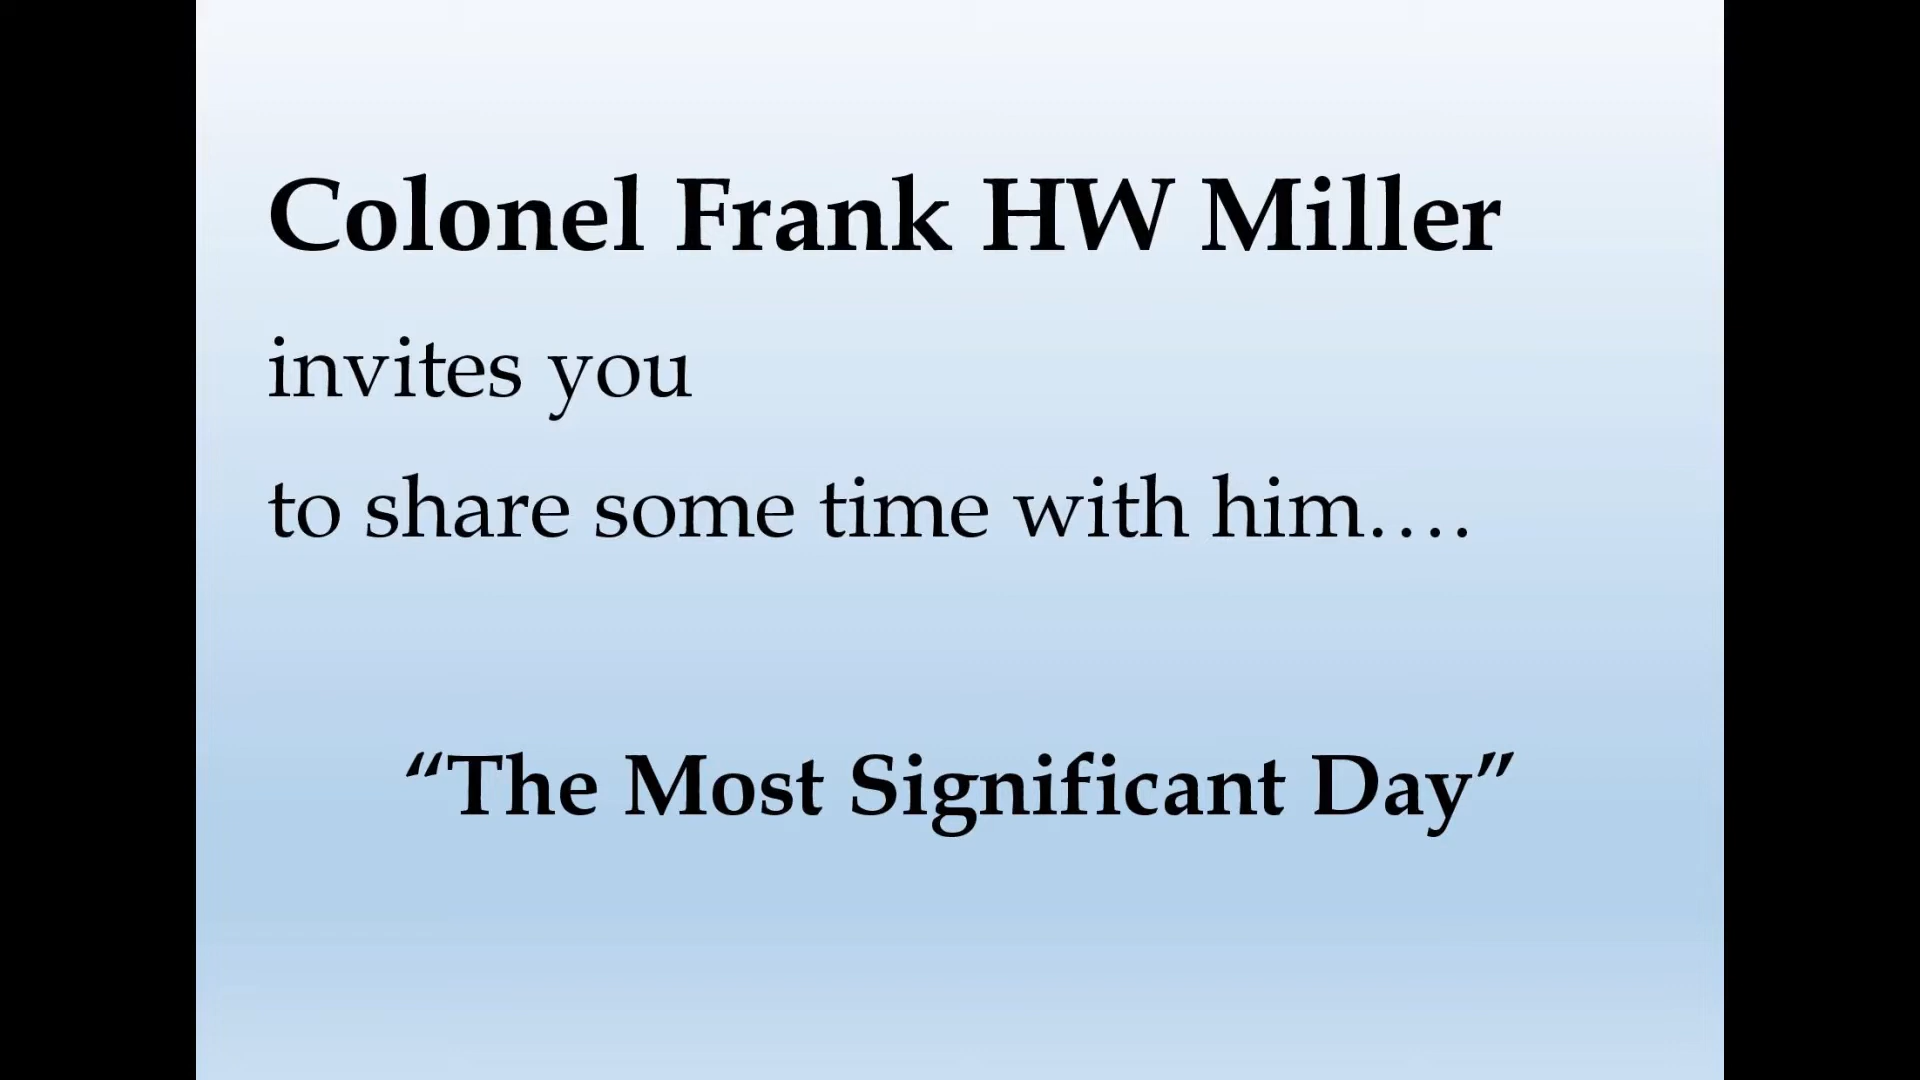 Colonel Frank HW Miller
invites you
to share some time with him….
“The Most Significant Day”